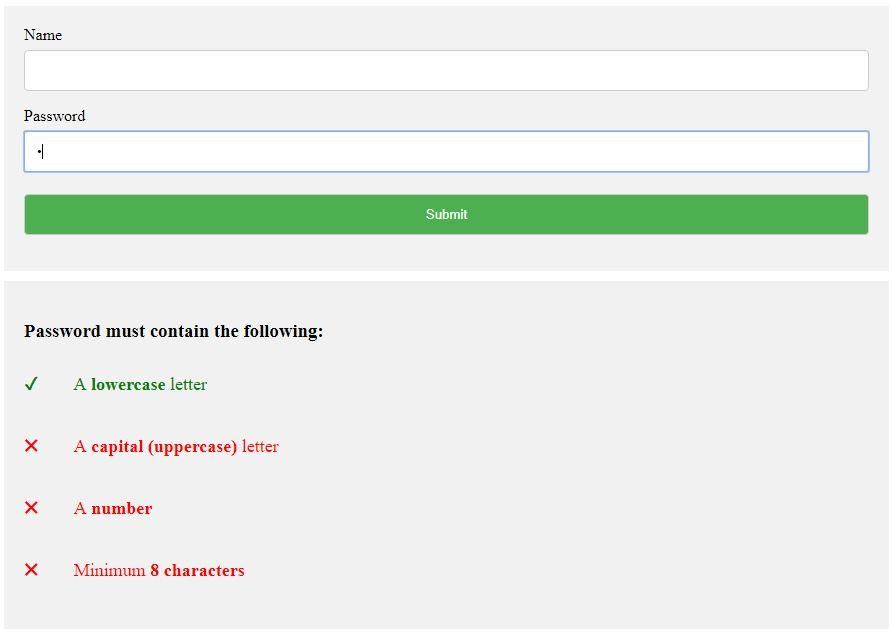 Name
Password
•
Submit
Password must contain the following:
✓ A lowercase letter
✕ A capital (uppercase) letter
✕ A number
✕ Minimum 8 characters